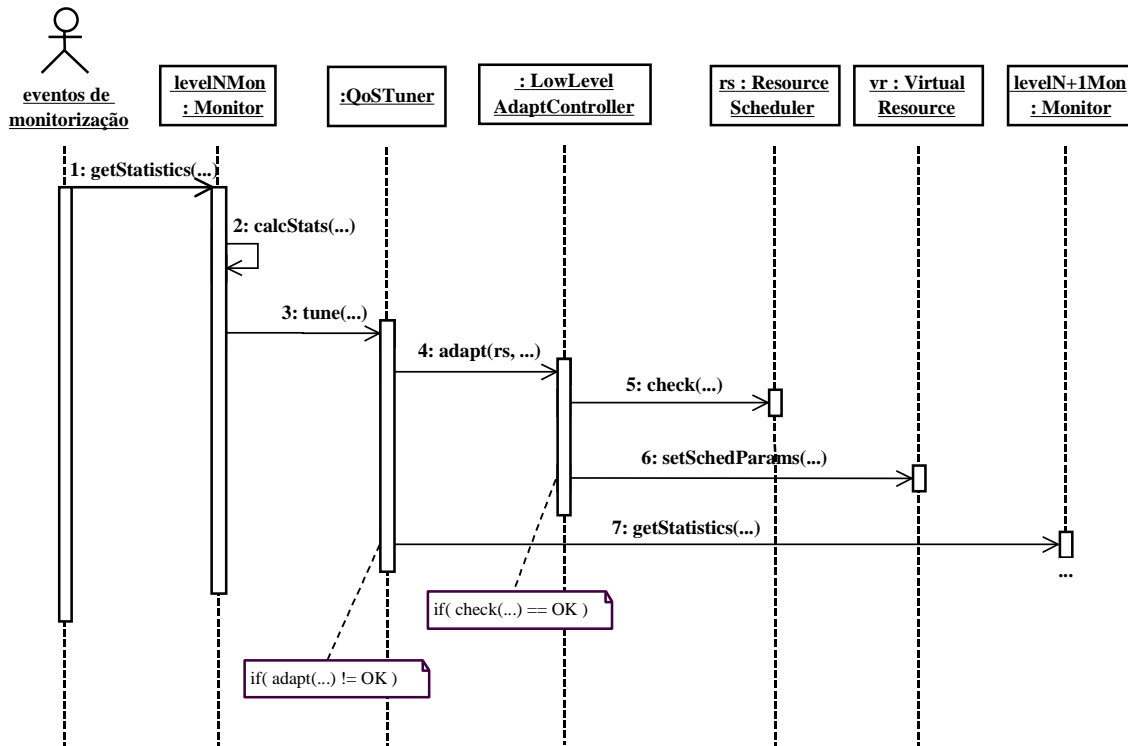 eventos de
monitorização
levelNMon
: Monitor
:QoSTuner
: LowLevel
AdaptController
rs : Resource
Scheduler
vr : Virtual
Resource
levelN+1Mon
: Monitor
1: getStatistics(...)
2: calcStats(...)
3: tune(...)
4: adapt(rs, ...)
5: check(...)
6: setSchedParams(...)
7: getStatistics(...)
...
if( check(...) == OK )
if( adapt(...) != OK )